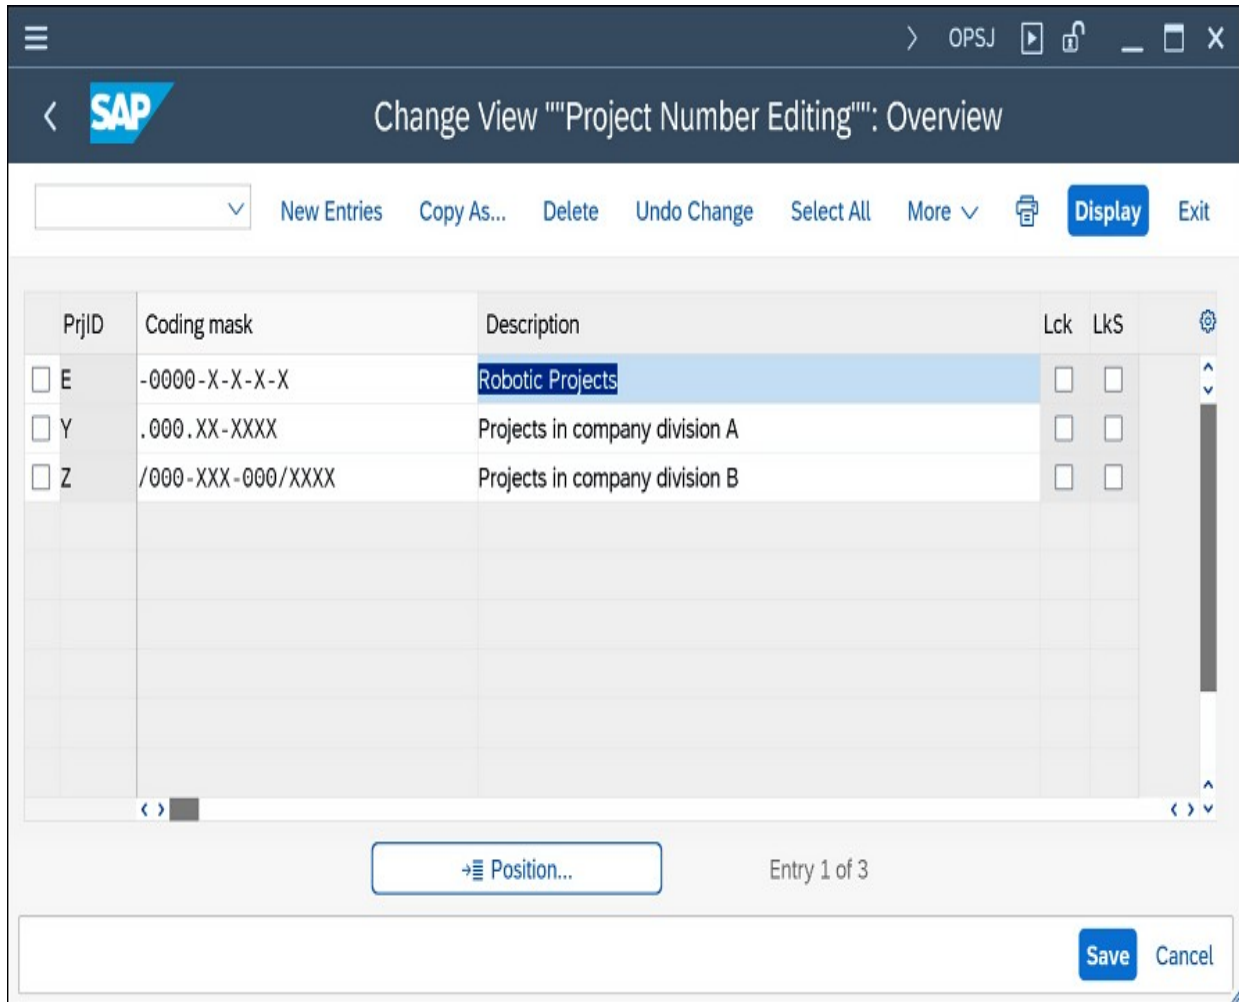 OPSJ
SAP Change View ""Project Number Editing"": Overview
New Entries Copy As... Delete Undo Change Select All More Display Exit
PrjID Coding mask Description Lck LkS
E -0000-X-X-X-X Robotic Projects
Y .000.XX-XXXX Projects in company division A
Z /000-XXX-000/XXXX Projects in company division B
Position... Entry 1 of 3
Save Cancel